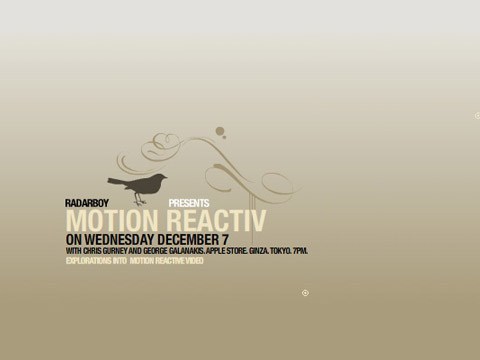 RADARBOY PRESENTS
MOTION REACTIV
ON WEDNESDAY DECEMBER 7
WITH CHRIS GURNEY AND GEORGE GALANAKIS. APPLE STORE. GINZA. TOKYO. 7PM.
EXPLORATIONS INTO MOTION REACTIVE VIDEO